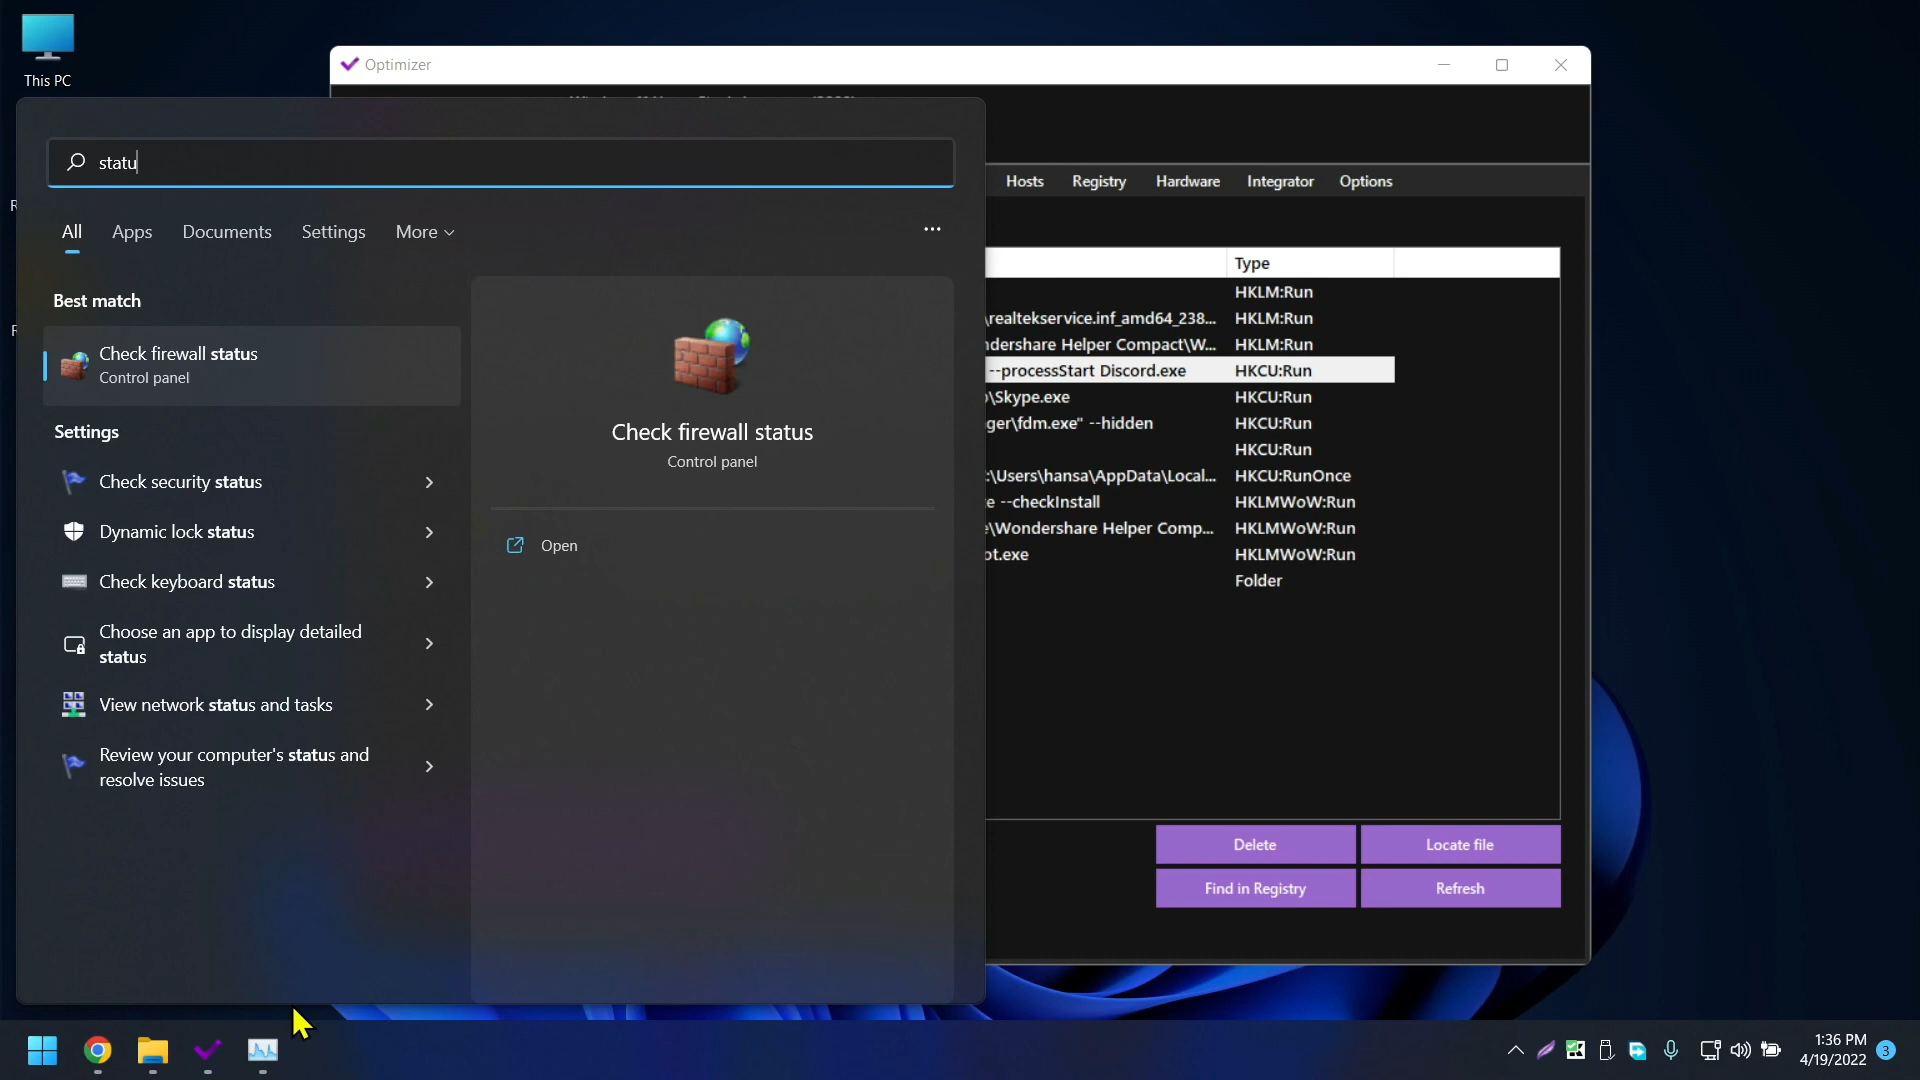 This PC
Optimizer
statu
Hosts
Registry
Hardware
Integrator
Options
All
Apps
Documents
Settings
More
Best match
Check firewall status
Control panel
Settings
Check security status
Dynamic lock status
Check keyboard status
Choose an app to display detailed
status
View network status and tasks
Review your computer's status and
resolve issues
Check firewall status
Control panel
Open
Type
HKLM:Run
\realtekservice.inf_amd64_238... HKLM:Run
ndershare Helper Compact\W... HKLM:Run
--processStart Discord.exe HKCU:Run
\Skype.exe HKCU:Run
ger\fdm.exe" --hidden HKCU:Run
HKCU:Run
:\Users\hansa\AppData\Local... HKCU:RunOnce
e --checkInstall HKLMWoW:Run
\Wondershare Helper Comp... HKLMWoW:Run
ot.exe HKLMWoW:Run
Folder
Delete
Locate file
Find in Registry
Refresh
1:36 PM
4/19/2022
3